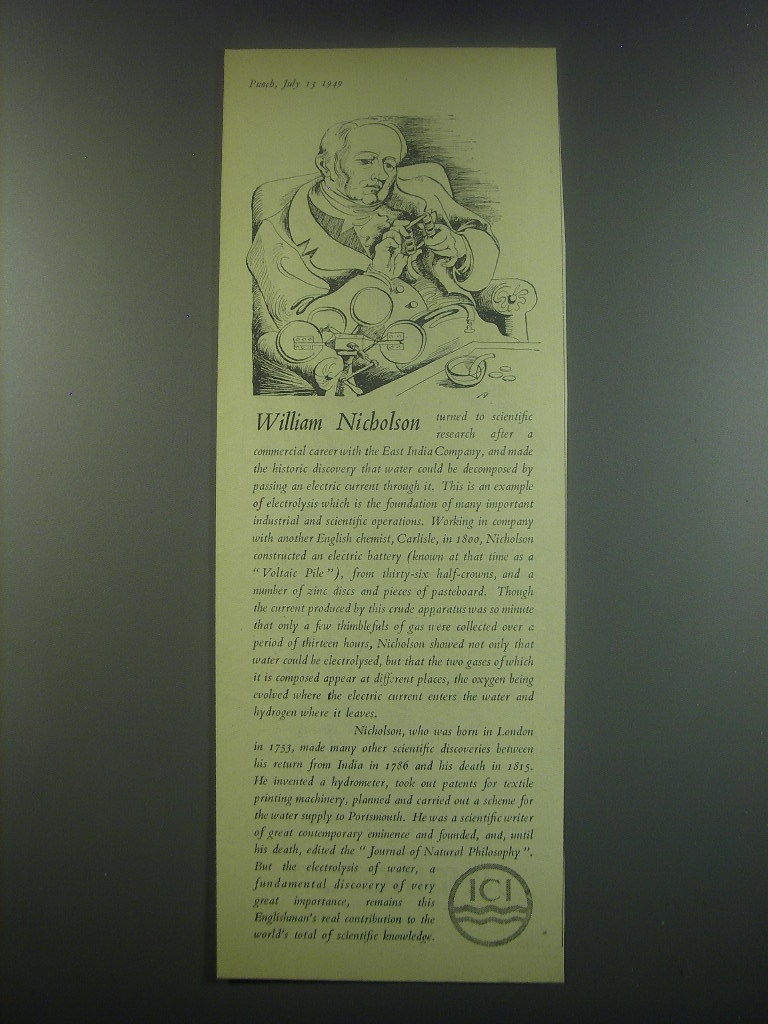 Punch, July 13 1949
William Nicholson turned to scientific
research after a
commercial career with the East India Company, and made
the historic discovery that water could be decomposed by
passing an electric current through it. This is an example
of electrolysis which is the foundation of many important
industrial and scientific operations. Working in company
with another English chemist, Carlisle, in 1800, Nicholson
constructed an electric battery (known at that time as a
"Voltaic Pile"), from thirty-six half-crowns, and a
number of zinc discs and pieces of pasteboard. Though
the current produced by this crude apparatus was so minute
that only a few thimblefuls of gas were collected over a
period of thirteen hours, Nicholson showed not only that
water could be electrolysed, but that the two gases of which
it is composed appear at different places, the oxygen being
evolved where the electric current enters the water and
hydrogen where it leaves.
Nicholson, who was born in London
in 1753, made many other scientific discoveries between
his return from India in 1786 and his death in 1815.
He invented a hydrometer, took out patents for textile
printing machinery, planned and carried out a scheme for
the water supply to Portsmouth. He was a scientific writer
of great contemporary eminence and founded, and, until
his death, edited the "Journal of Natural Philosophy".
But the electrolysis of water, a
fundamental discovery of very
great importance, remains this
Englishman's real contribution to the
world's total of scientific knowledge.
ICI